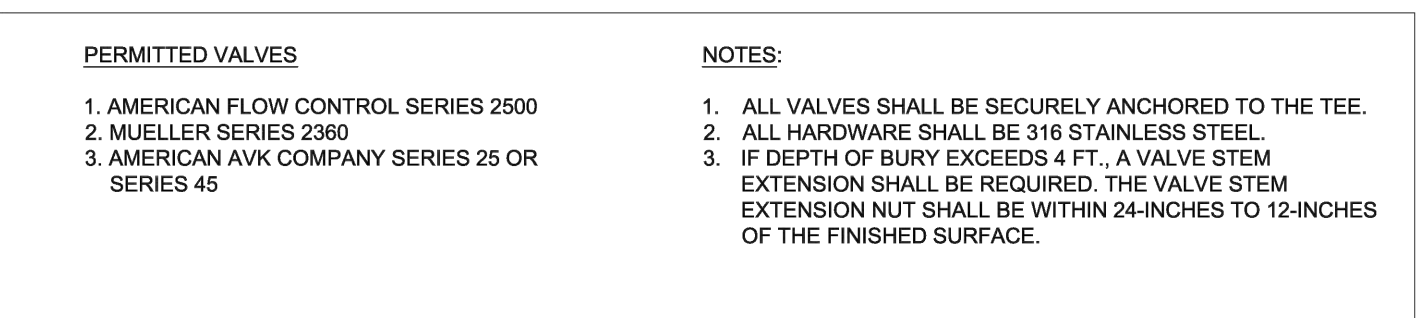 PERMITTED VALVES
1. AMERICAN FLOW CONTROL SERIES 2500
2. MUELLER SERIES 2360
3. AMERICAN AVK COMPANY SERIES 25 OR
SERIES 45
NOTES:
1. ALL VALVES SHALL BE SECURELY ANCHORED TO THE TEE.
2. ALL HARDWARE SHALL BE 316 STAINLESS STEEL.
3. IF DEPTH OF BURY EXCEEDS 4 FT., A VALVE STEM
EXTENSION SHALL BE REQUIRED. THE VALVE STEM
EXTENSION NUT SHALL BE WITHIN 24-INCHES TO 12-INCHES
OF THE FINISHED SURFACE.